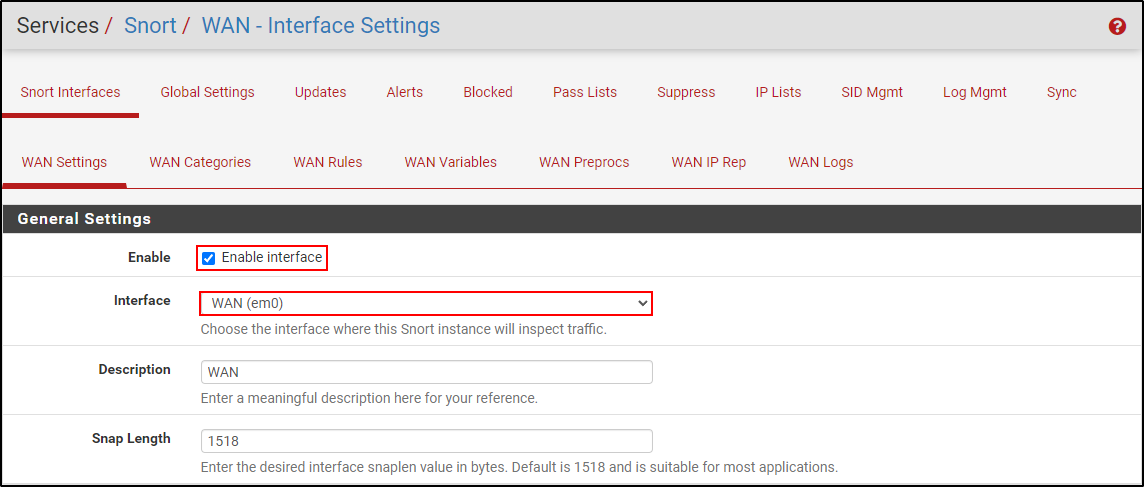 Services / Snort / WAN - Interface Settings ?
Snort Interfaces Global Settings Updates Alerts Blocked Pass Lists Suppress IP Lists SID Mgmt Log Mgmt Sync
WAN Settings WAN Categories WAN Rules WAN Variables WAN Preprocs WAN IP Rep WAN Logs
General Settings
Enable Enable interface
Interface WAN (em0)
Choose the interface where this Snort instance will inspect traffic.
Description WAN
Enter a meaningful description here for your reference.
Snap Length 1518
Enter the desired interface snaplen value in bytes. Default is 1518 and is suitable for most applications.